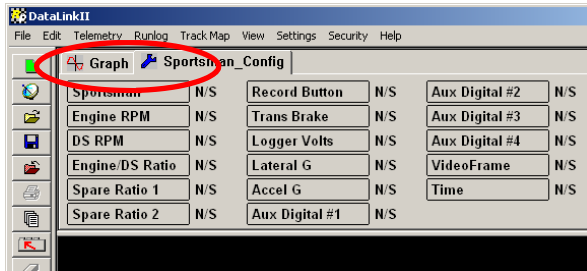 DataLinkII
File Edit Telemetry Runlog Track Map View Settings Security Help
Graph Sportsman_Config
Sportsman N/S Record Button N/S Aux Digital #2 N/S
Engine RPM N/S Trans Brake N/S Aux Digital #3 N/S
DS RPM N/S Logger Volts N/S Aux Digital #4 N/S
Engine/DS Ratio N/S Lateral G N/S VideoFrame N/S
Spare Ratio 1 N/S Accel G N/S Time N/S
Spare Ratio 2 N/S Aux Digital #1 N/S